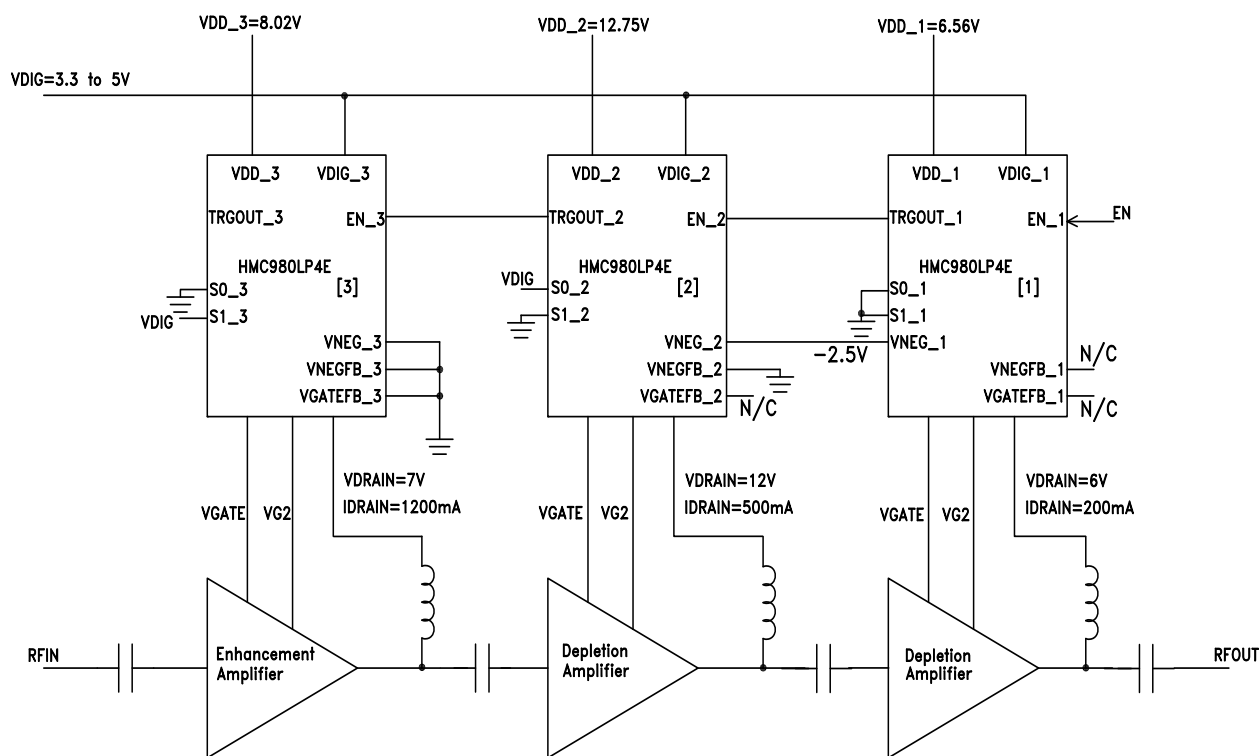 VDD_3=8.02V
VDD_2=12.75V
VDD_1=6.56V
VDIG=3.3 to 5V
VDD_3
VDIG_3
TRGOUT_3
EN_3
HMC980LP4E
[3]
S0_3
VDIG
S1_3
VNEG_3
VNEGFB_3
VGATEFB_3
VDD_2
VDIG_2
TRGOUT_2
EN_2
HMC980LP4E
[2]
VDIG
S0_2
S1_2
VNEG_2
VNEGFB_2
VGATEFB_2
N/C
VDD_1
VDIG_1
TRGOUT_1
EN_1
EN
HMC980LP4E
[1]
S0_1
S1_1
-2.5V
VNEG_1
VNEGFB_1
N/C
VGATEFB_1
N/C
VGATE
VG2
VDRAIN=7V
IDRAIN=1200mA
VGATE
VG2
VDRAIN=12V
IDRAIN=500mA
VGATE
VG2
VDRAIN=6V
IDRAIN=200mA
RFIN
Enhancement
Amplifier
Depletion
Amplifier
Depletion
Amplifier
RFOUT